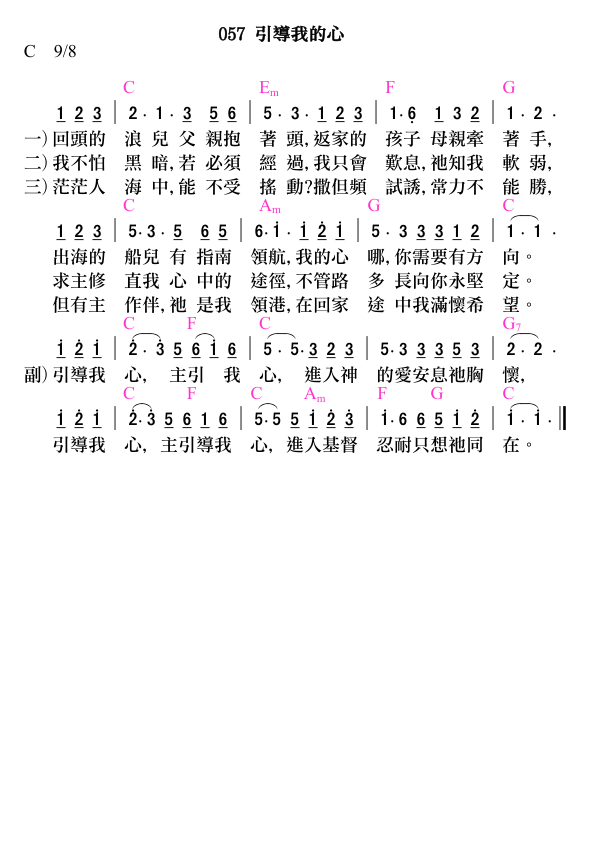 057 引導我的心
C 9/8
C Em F G
1 2 3 | 2· 1· 3 5 6 | 5· 3· 1 2 3 | 1· 6 1 3 2 | 1· 2·
一)回頭的 浪 兒 父 親抱 著 頭,返家的 孩子 母親牽 著 手,
二)我不怕 黑 暗,若 必須 經 過,我只會 歎息,祂知我 軟 弱,
三)茫茫人 海 中,能 不受 搖 動?撒但頻 試誘,常力不 能 勝,
C Am G C
1 2 3 | 5· 3· 5 6 5 | 6· 1· 1 2 1 | 5· 3 3 3 1 2 | 1· 1·
出海的 船兒 有 指南 領航,我的心 哪,你需要有方 向。
求主修 直我 心 中的 途徑,不管路 多 長向你永堅 定。
但有主 作伴,祂 是我 領港,在回家 途 中我滿懷希 望。
C F C G7
1 2 1 | 2· 3 5 6 1 6 | 5· 5· 3 2 3 | 5· 3 3 3 5 3 | 2· 2·
副)引導我 心, 主引 我 心, 進入神 的愛安息祂胸 懷,
C F C Am F G C
1 2 1 | 2· 3 5 6 1 6 | 5· 5 5 1 2 3 | 1· 6 6 5 1 2 | 1· 1·
引導我 心, 主引導我 心, 進入基督 忍耐只想祂同 在。